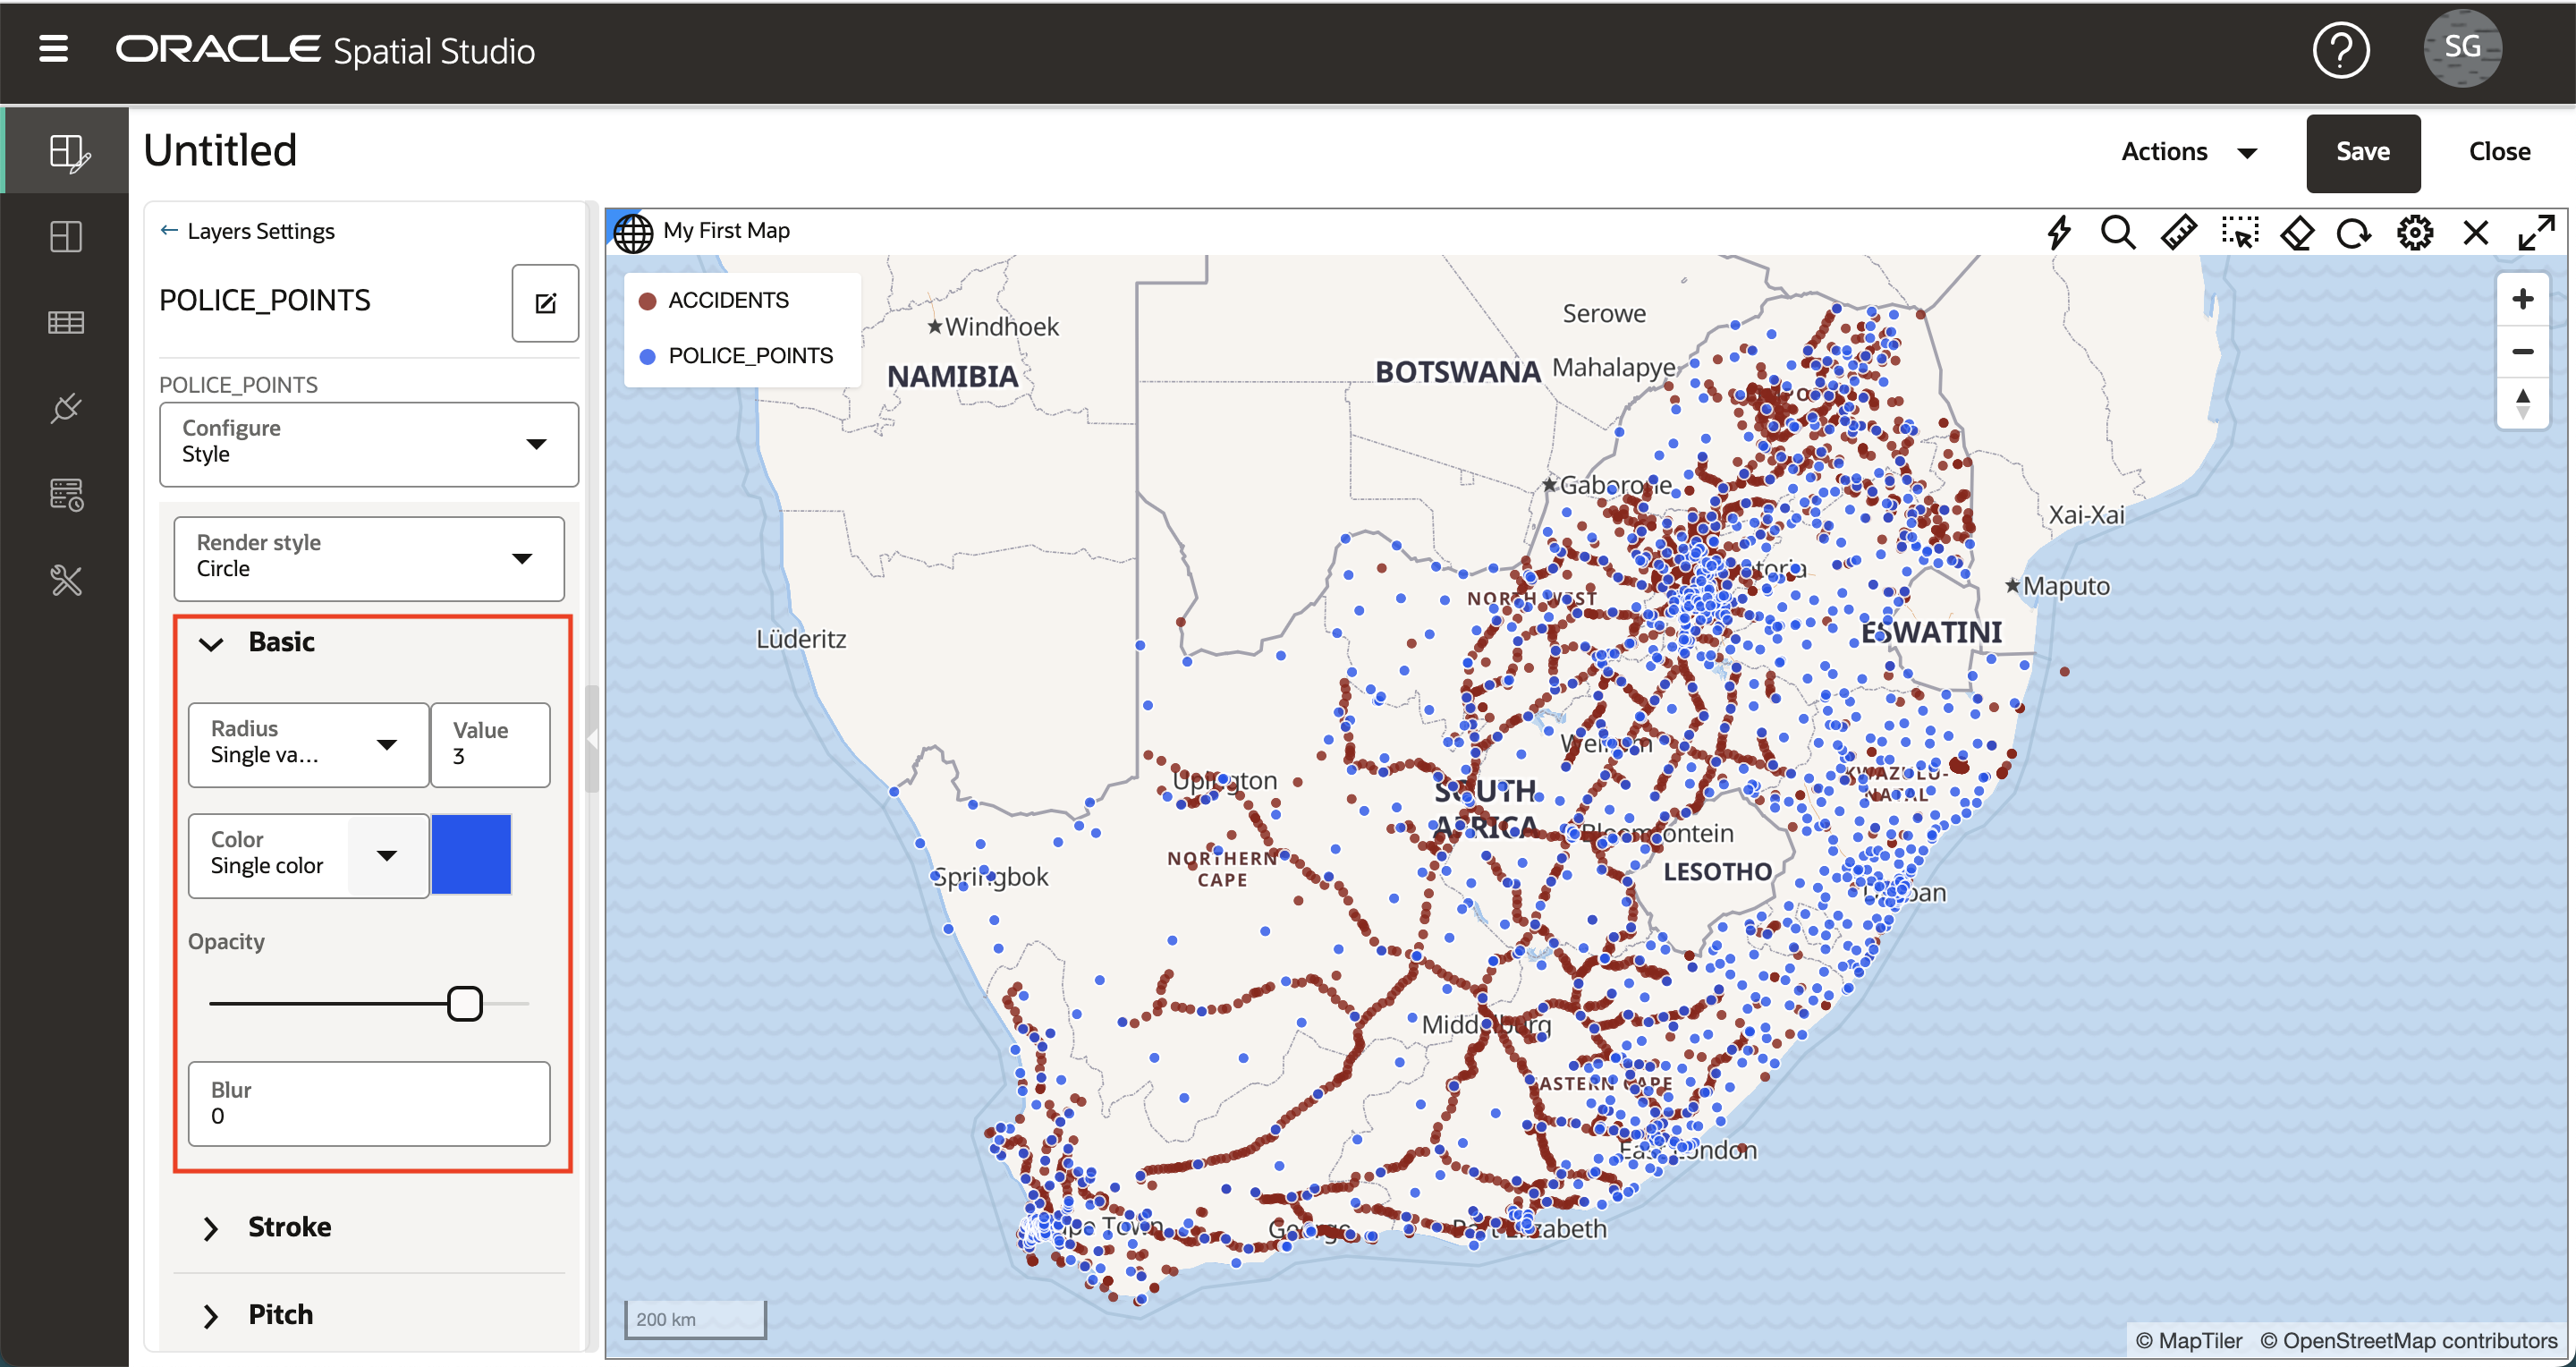 ORACLE Spatial Studio
SG
Untitled
Actions
Save
Close
← Layers Settings
POLICE_POINTS
POLICE_POINTS
Configure
Style
Render style
Circle
Basic
Radius
Single va...
Value
3
Color
Single color
Opacity
Blur
0
Stroke
Pitch
My First Map
ACCIDENTS
POLICE_POINTS
Windhoek
NAMIBIA
Serowe
BOTSWANA
Mahalapye
Gaborone
Xai-Xai
Maputo
NORTH WEST
ESWATINI
Lüderitz
Welkom
KWAZULU-
NATAL
Upington
SOUTH
AFRICA
Bloemfontein
NORTHERN
CAPE
LESOTHO
Springbok
Durban
Middelburg
EASTERN CAPE
East London
Cape Town
George
Port Elizabeth
200 km
© MapTiler © OpenStreetMap contributors